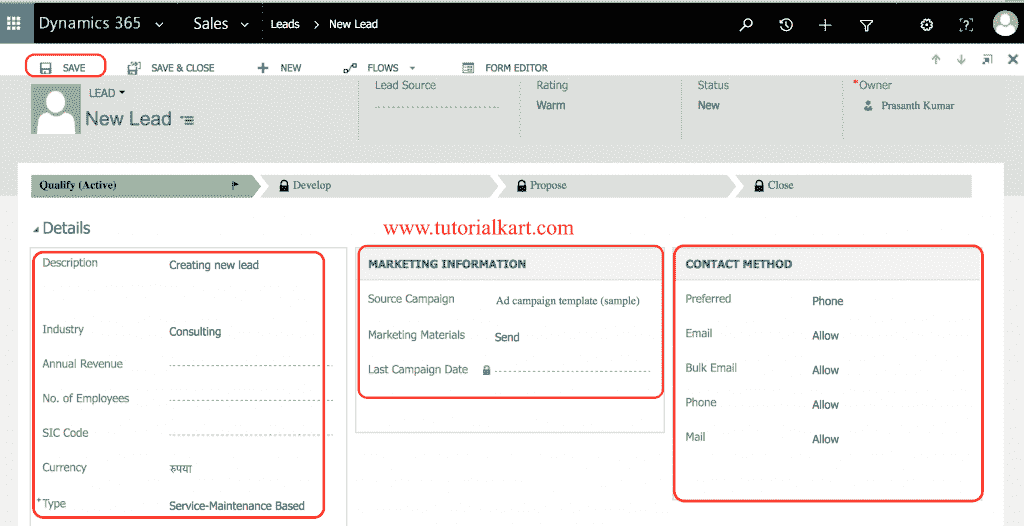 Dynamics 365 Sales Leads > New Lead
SAVE SAVE & CLOSE NEW FLOWS FORM EDITOR
LEAD
New Lead
Lead Source Rating Status *Owner
Warm New Prasanth Kumar
Qualify (Active) Develop Propose Close
Details
www.tutorialkart.com
Description Creating new lead
Industry Consulting
Annual Revenue
No. of Employees
SIC Code
Currency रुपया
*Type Service-Maintenance Based
MARKETING INFORMATION
Source Campaign Ad campaign template (sample)
Marketing Materials Send
Last Campaign Date
CONTACT METHOD
Preferred Phone
Email Allow
Bulk Email Allow
Phone Allow
Mail Allow